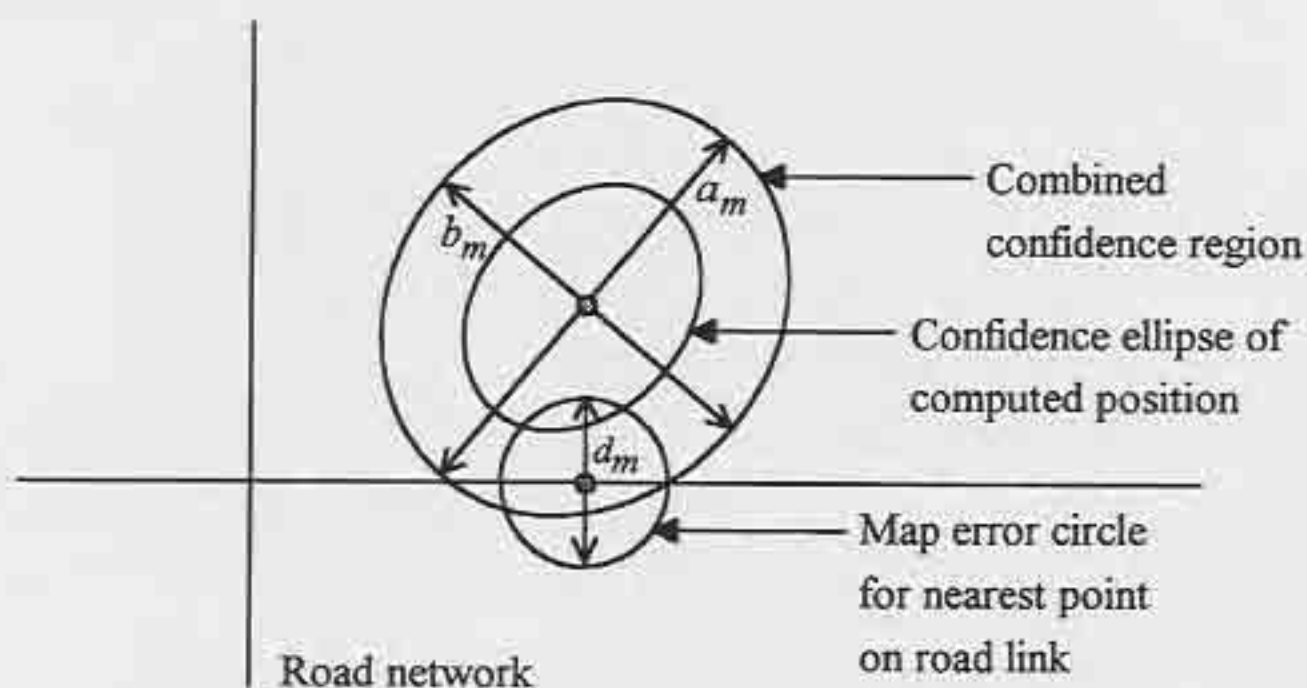 a_m
b_m
Combined
confidence region
Confidence ellipse of
computed position
d_m
Map error circle
for nearest point
on road link
Road network